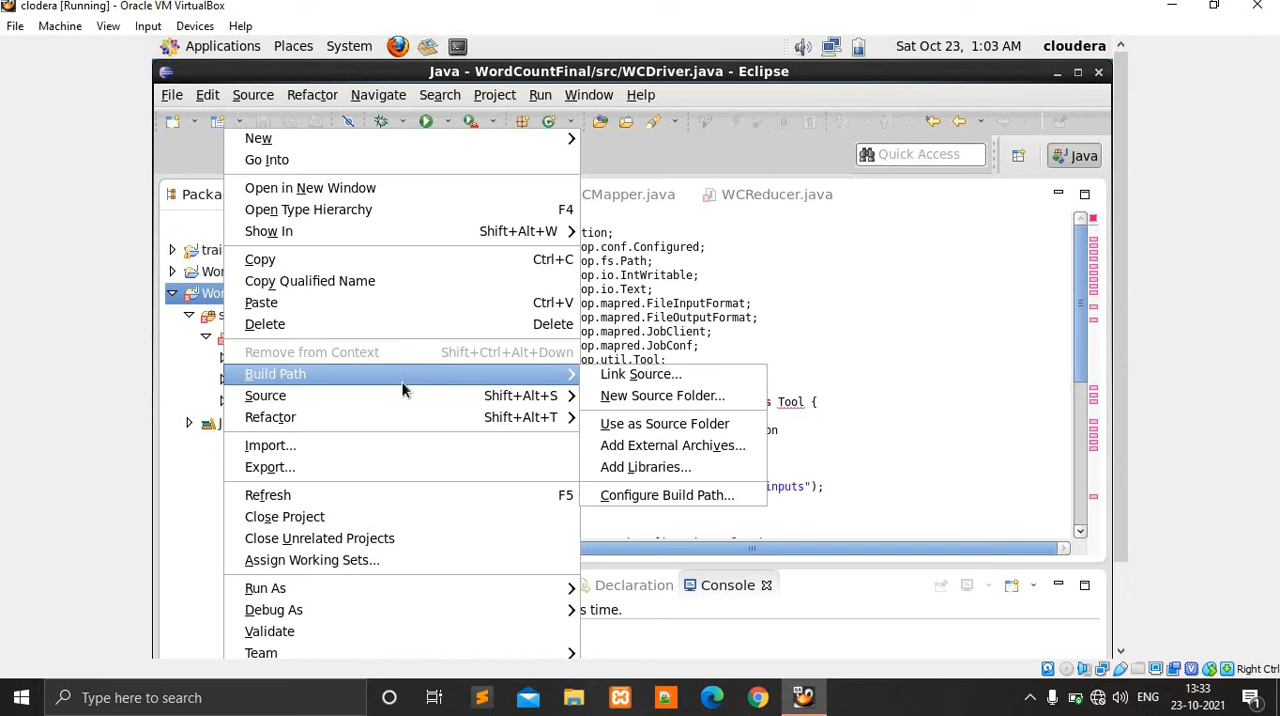 clodera [Running] - Oracle VM VirtualBox
File Machine View Input Devices Help
Applications Places System Sat Oct 23, 1:03 AM cloudera
Java - WordCountFinal/src/WCDriver.java - Eclipse
File Edit Source Refactor Navigate Search Project Run Window Help
Quick Access Java
Packa CMapper.java WCReducer.java
trai
Wor
Wor
s
J
New
Go Into
Open in New Window
Open Type Hierarchy F4
Show In Shift+Alt+W
Copy Ctrl+C
Copy Qualified Name
Paste Ctrl+V
Delete Delete
Remove from Context Shift+Ctrl+Alt+Down
Build Path
Source Shift+Alt+S
Refactor Shift+Alt+T
Import...
Export...
Refresh F5
Close Project
Close Unrelated Projects
Assign Working Sets...
Run As
Debug As
Validate
Team
Link Source...
New Source Folder...
Use as Source Folder
Add External Archives...
Add Libraries...
Configure Build Path...
tion;
op.conf.Configured;
op.fs.Path;
op.io.IntWritable;
op.io.Text;
op.mapred.FileInputFormat;
op.mapred.FileOutputFormat;
op.mapred.JobClient;
op.mapred.JobConf;
op.util.Tool;
s Tool {
on
inputs");
Declaration Console
s time.
Right Ctrl
Type here to search
ENG
13:33
23-10-2021
1